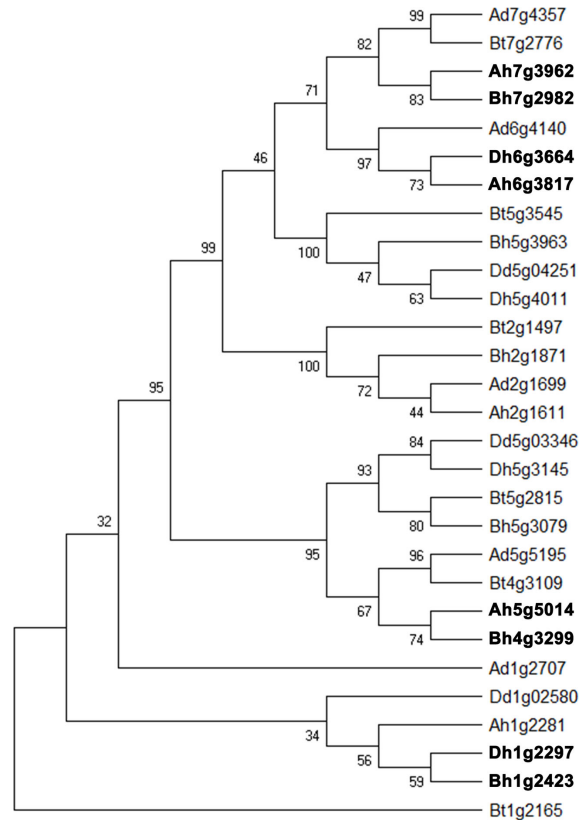 99 Ad7g4357
82 Bt7g2776
71 Ah7g3962
83 Bh7g2982
46 Ad6g4140
97 Dh6g3664
73 Ah6g3817
99 Bt5g3545
100 Bh5g3963
47 Dd5g04251
63 Dh5g4011
Bt2g1497
100 Bh2g1871
95 72 Ad2g1699
44 Ah2g1611
84 Dd5g03346
93 Dh5g3145
Bt5g2815
32 80 Bh5g3079
95 96 Ad5g5195
Bt4g3109
67 Ah5g5014
74 Bh4g3299
Ad1g2707
Dd1g02580
34 Ah1g2281
56 Dh1g2297
59 Bh1g2423
Bt1g2165